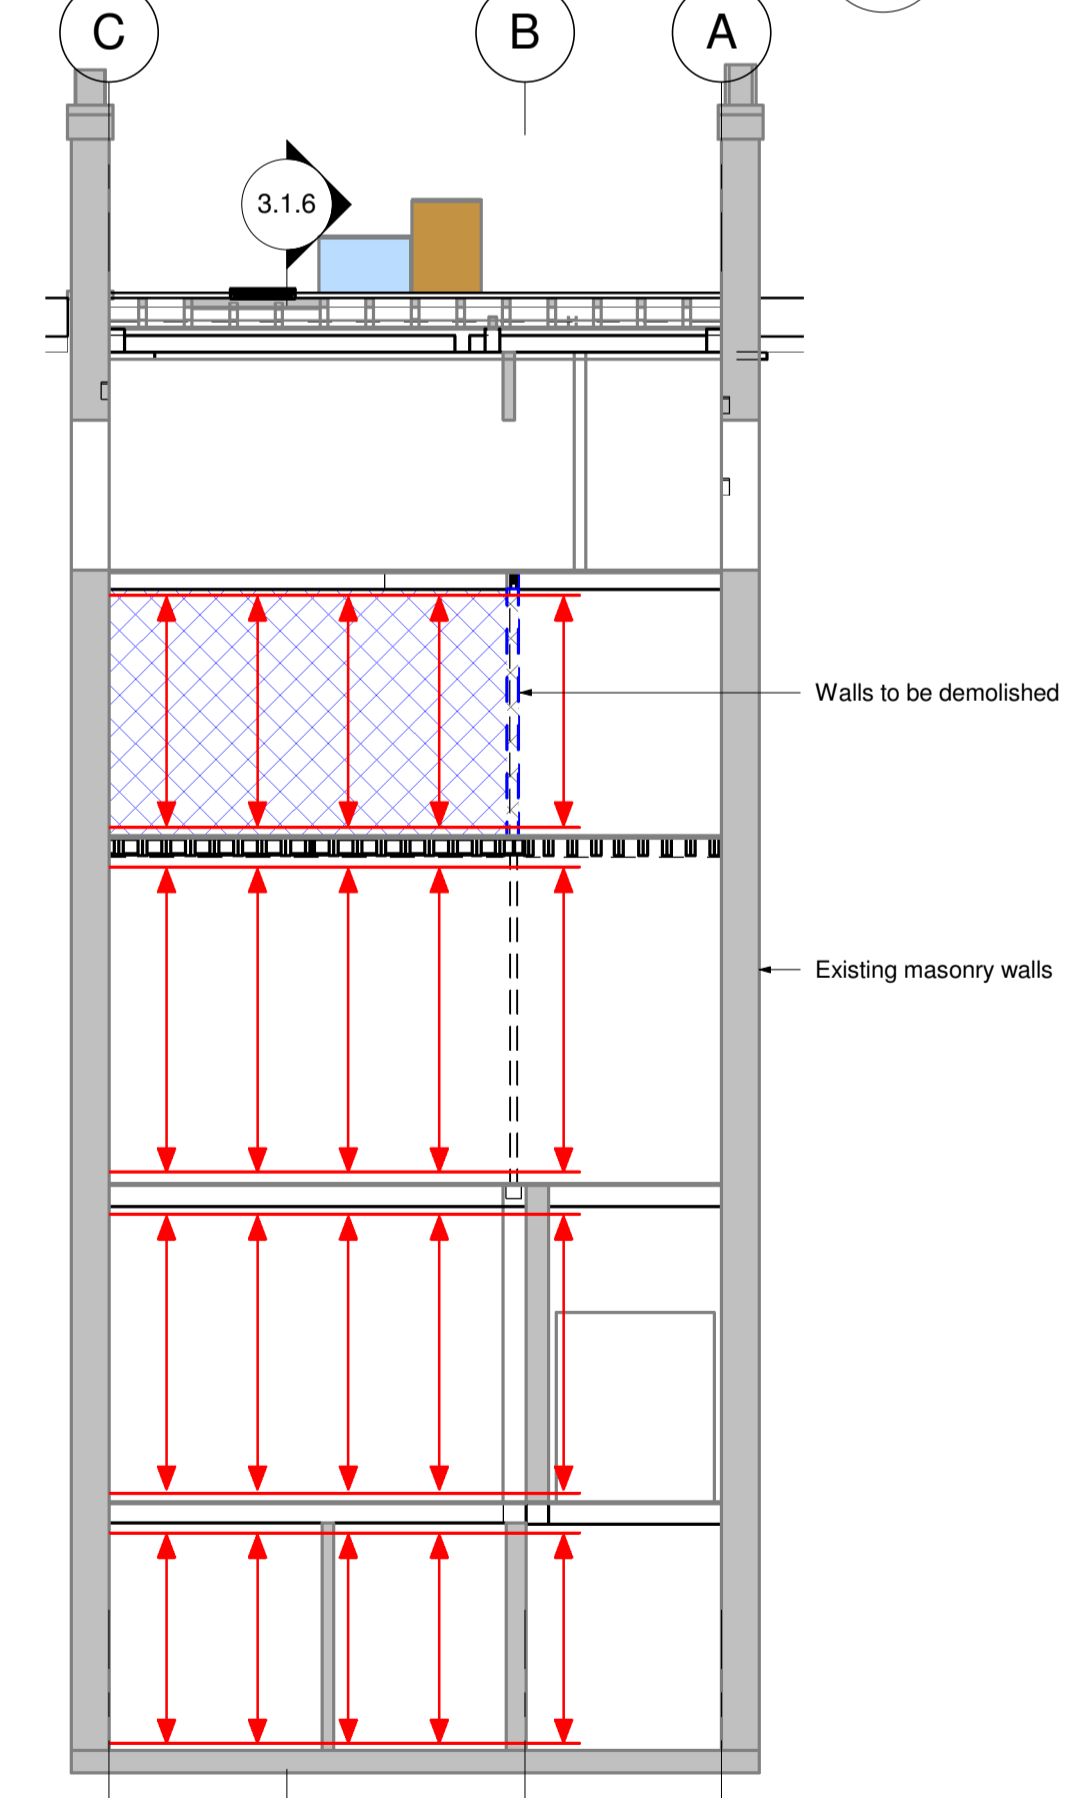 C
B
A
3.1.6
Walls to be demolished
Existing masonry walls